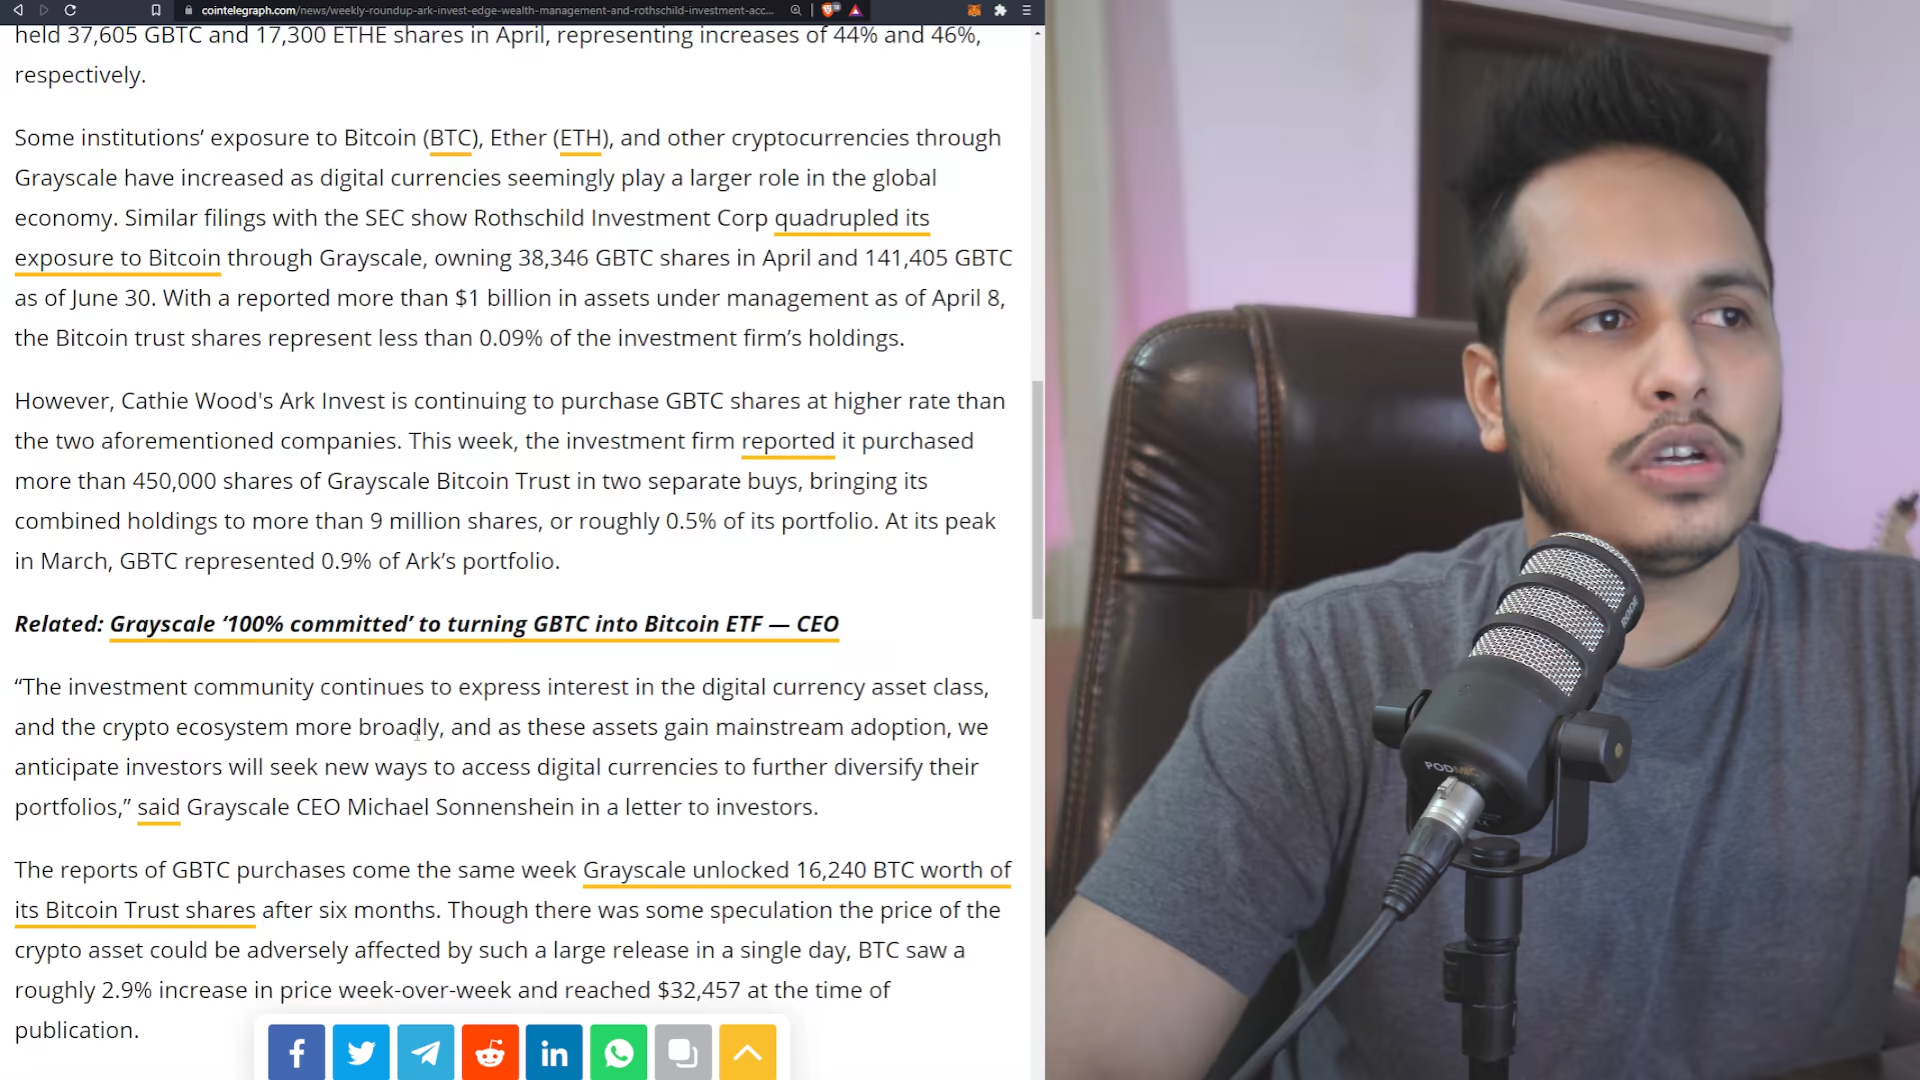 cointelegraph.com/news/weekly-roundup-ark-invest-edge-wealth-management-and-rothschild-investment-acc...
held 37,605 GBTC and 17,300 ETHE shares in April, representing increases of 44% and 46%,
respectively.
Some institutions’ exposure to Bitcoin (BTC), Ether (ETH), and other cryptocurrencies through
Grayscale have increased as digital currencies seemingly play a larger role in the global
economy. Similar filings with the SEC show Rothschild Investment Corp quadrupled its
exposure to Bitcoin through Grayscale, owning 38,346 GBTC shares in April and 141,405 GBTC
as of June 30. With a reported more than $1 billion in assets under management as of April 8,
the Bitcoin trust shares represent less than 0.09% of the investment firm’s holdings.
However, Cathie Wood's Ark Invest is continuing to purchase GBTC shares at higher rate than
the two aforementioned companies. This week, the investment firm reported it purchased
more than 450,000 shares of Grayscale Bitcoin Trust in two separate buys, bringing its
combined holdings to more than 9 million shares, or roughly 0.5% of its portfolio. At its peak
in March, GBTC represented 0.9% of Ark’s portfolio.
Related: Grayscale ‘100% committed’ to turning GBTC into Bitcoin ETF — CEO
“The investment community continues to express interest in the digital currency asset class,
and the crypto ecosystem more broadly, and as these assets gain mainstream adoption, we
anticipate investors will seek new ways to access digital currencies to further diversify their
portfolios,” said Grayscale CEO Michael Sonnenshein in a letter to investors.
The reports of GBTC purchases come the same week Grayscale unlocked 16,240 BTC worth of
its Bitcoin Trust shares after six months. Though there was some speculation the price of the
crypto asset could be adversely affected by such a large release in a single day, BTC saw a
roughly 2.9% increase in price week-over-week and reached $32,457 at the time of
publication.
RODE
PODMIC